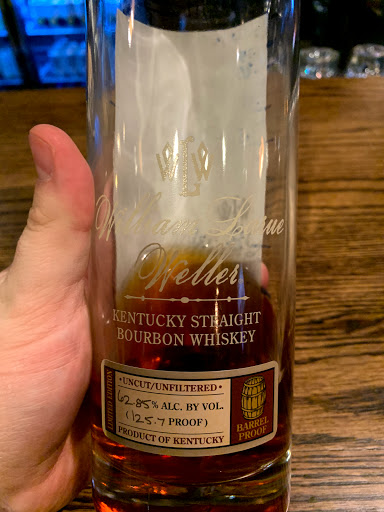 WLW
William Larue
Weller
KENTUCKY STRAIGHT
BOURBON WHISKEY
LIMITED EDITION
• UNCUT/UNFILTERED •
62.85% ALC. BY VOL.
(125.7 PROOF)
PRODUCT OF KENTUCKY
BARREL
PROOF